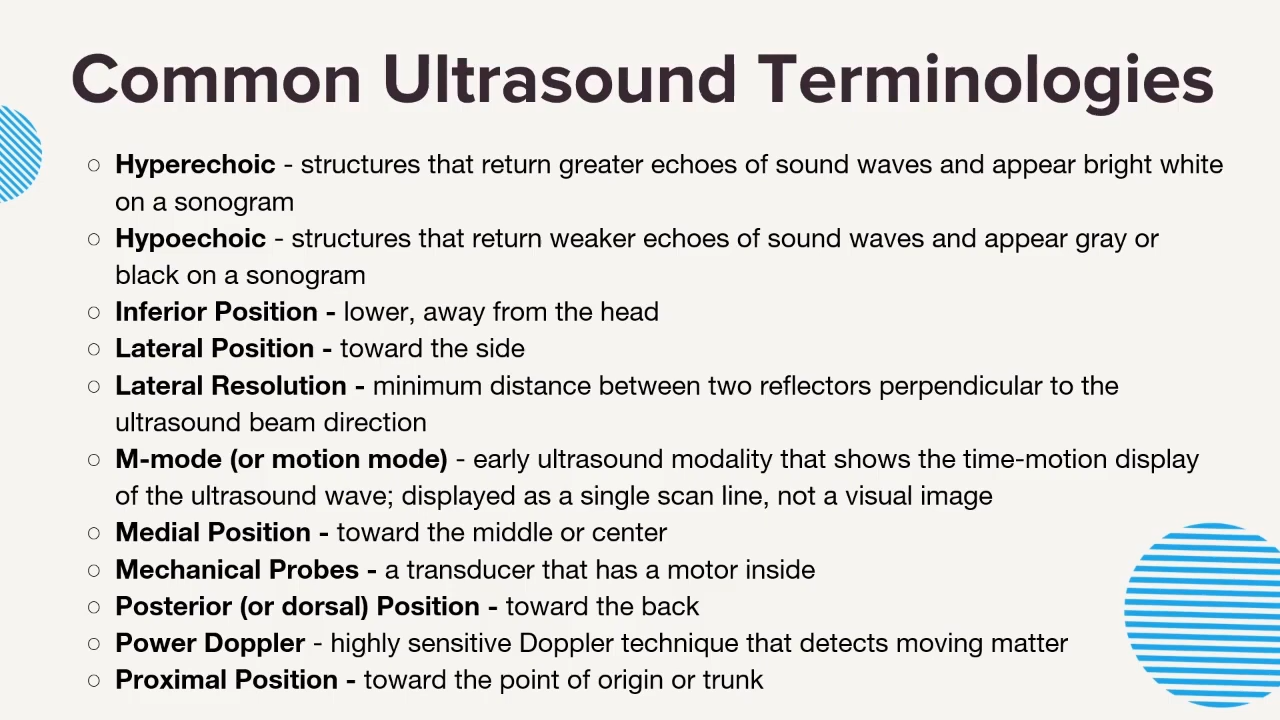 Common Ultrasound Terminologies
○ Hyperechoic - structures that return greater echoes of sound waves and appear bright white
on a sonogram
○ Hypoechoic - structures that return weaker echoes of sound waves and appear gray or
black on a sonogram
○ Inferior Position - lower, away from the head
○ Lateral Position - toward the side
○ Lateral Resolution - minimum distance between two reflectors perpendicular to the
ultrasound beam direction
○ M-mode (or motion mode) - early ultrasound modality that shows the time-motion display
of the ultrasound wave; displayed as a single scan line, not a visual image
○ Medial Position - toward the middle or center
○ Mechanical Probes - a transducer that has a motor inside
○ Posterior (or dorsal) Position - toward the back
○ Power Doppler - highly sensitive Doppler technique that detects moving matter
○ Proximal Position - toward the point of origin or trunk